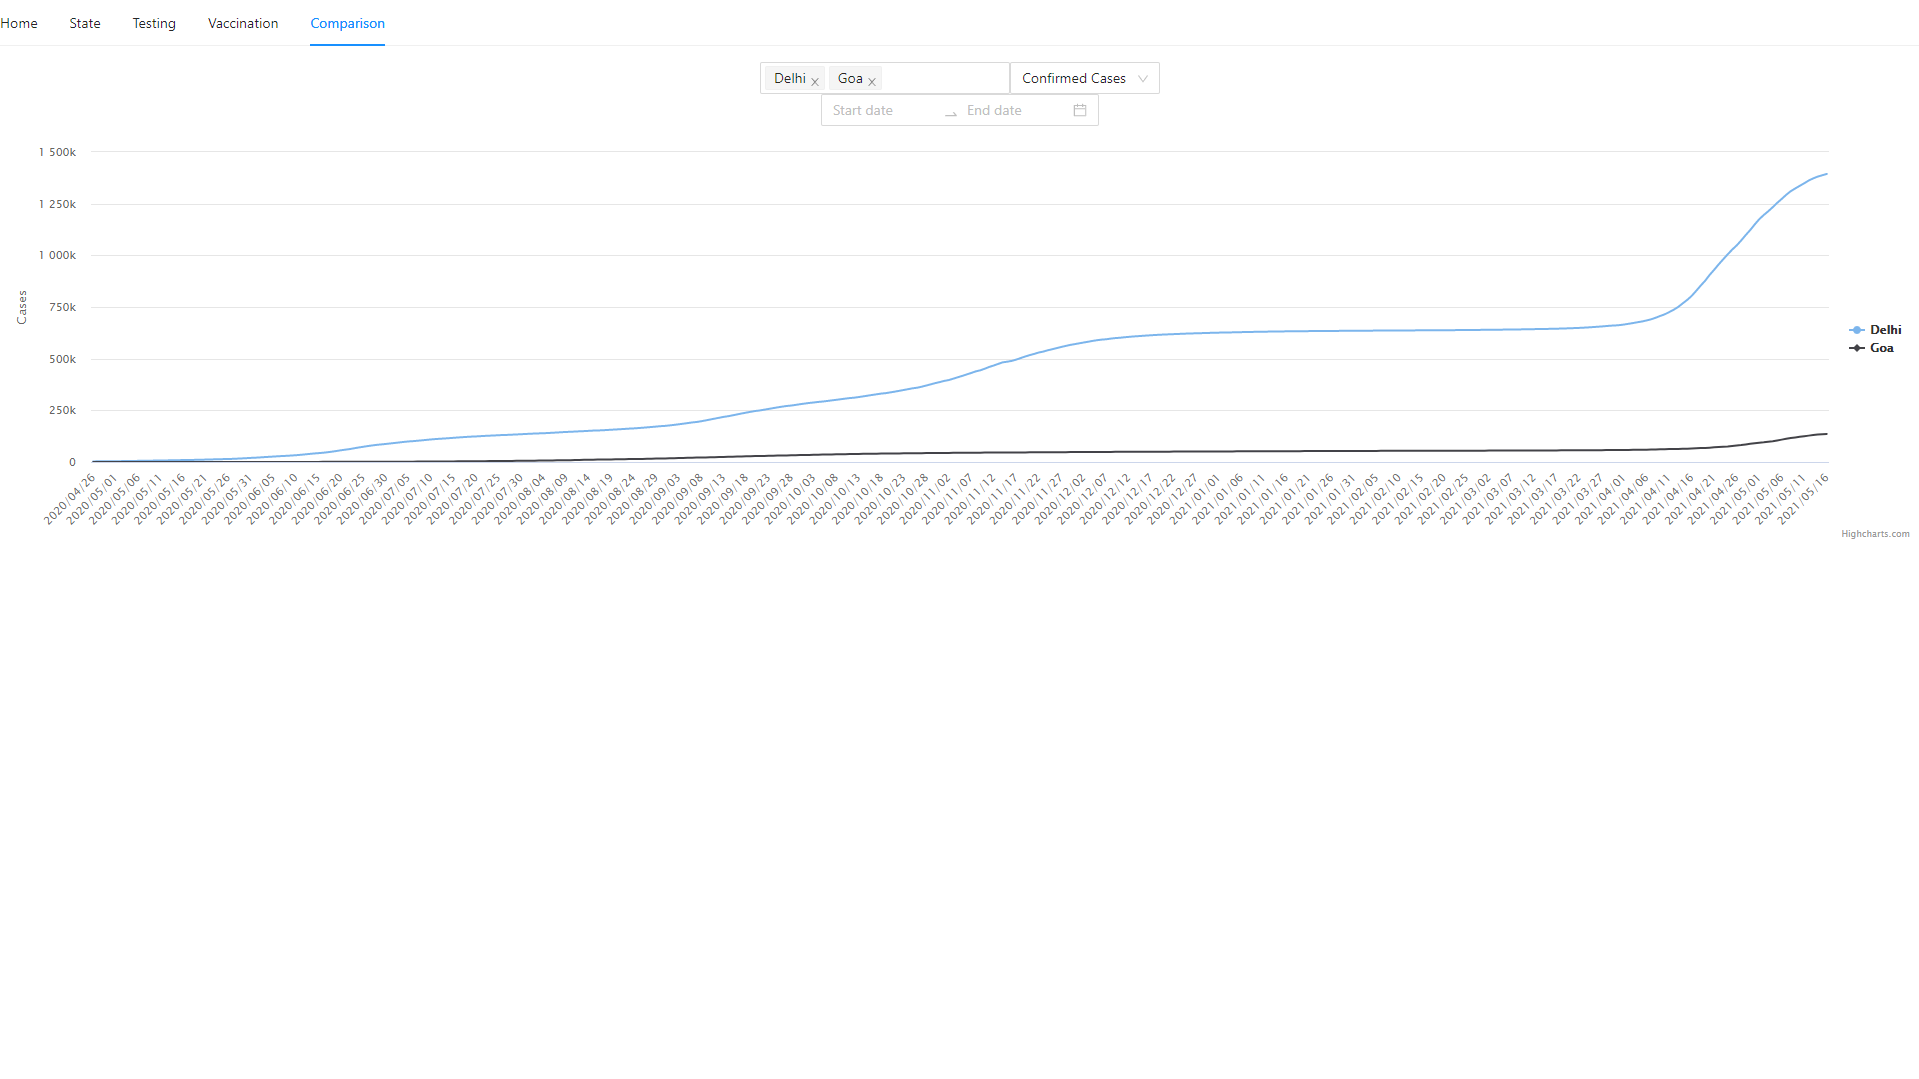 Home State Testing Vaccination Comparison
Delhi Goa Confirmed Cases
Start date End date
1 500k
1 250k
1 000k
750k
500k
250k
0
Cases
2020/04/26 2020/05/01 2020/05/06 2020/05/11 2020/05/16 2020/05/21 2020/05/26 2020/05/31 2020/06/05 2020/06/10 2020/06/15 2020/06/20 2020/06/25 2020/06/30 2020/07/05 2020/07/10 2020/07/15 2020/07/20 2020/07/25 2020/07/30 2020/08/04 2020/08/09 2020/08/14 2020/08/19 2020/08/24 2020/08/29 2020/09/03 2020/09/08 2020/09/13 2020/09/18 2020/09/23 2020/09/28 2020/10/03 2020/10/08 2020/10/13 2020/10/18 2020/10/23 2020/10/28 2020/11/02 2020/11/07 2020/11/12 2020/11/17 2020/11/22 2020/11/27 2020/12/02 2020/12/07 2020/12/12 2020/12/17 2020/12/22 2020/12/27 2021/01/01 2021/01/06 2021/01/11 2021/01/16 2021/01/21 2021/01/26 2021/01/31 2021/02/05 2021/02/10 2021/02/15 2021/02/20 2021/02/25 2021/03/02 2021/03/07 2021/03/12 2021/03/17 2021/03/22 2021/03/27 2021/04/01 2021/04/06 2021/04/11 2021/04/16 2021/04/21 2021/04/26 2021/05/01 2021/05/06 2021/05/11 2021/05/16
Delhi
Goa
Highcharts.com